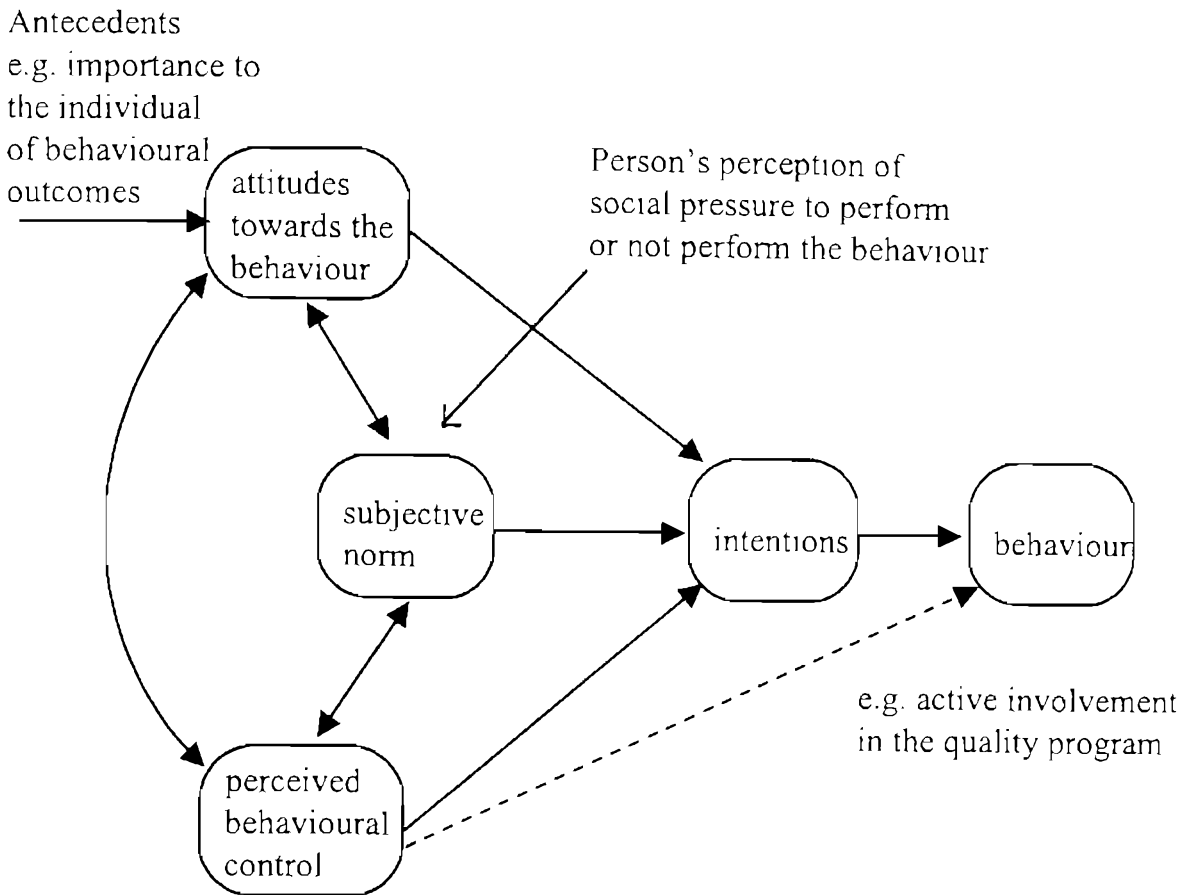 Antecedents
e.g. importance to
the individual
of behavioural
outcomes
attitudes
towards the
behaviour
Person's perception of
social pressure to perform
or not perform the behaviour
subjective
norm
intentions
behaviour
e.g. active involvement
in the quality program
perceived
behavioural
control